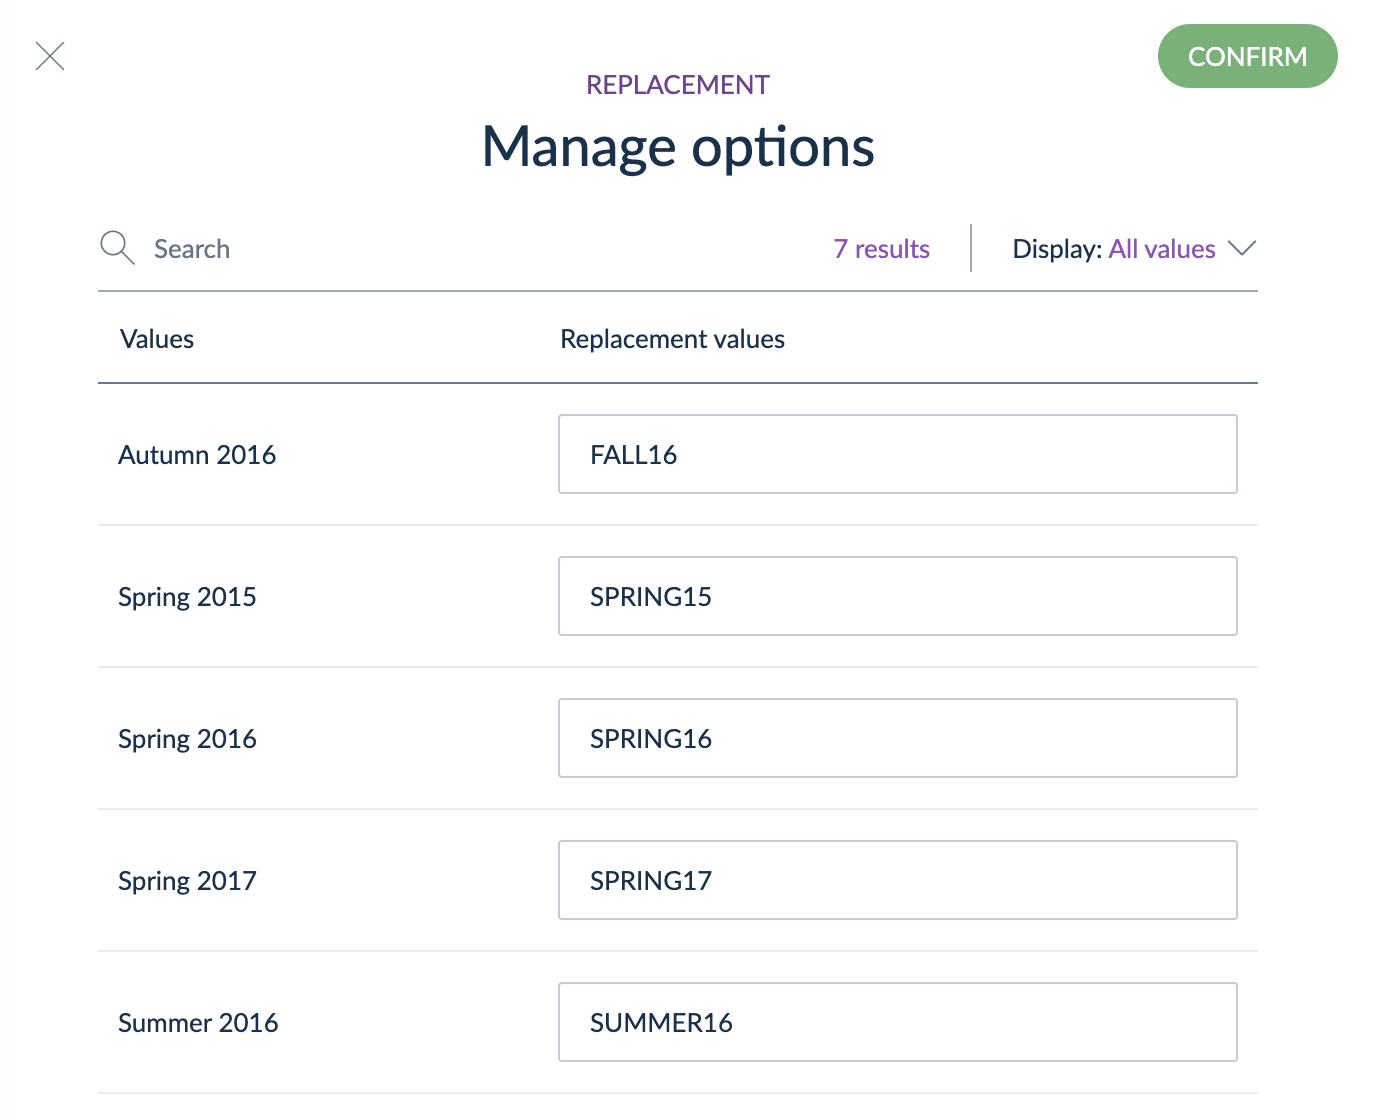 CONFIRM
REPLACEMENT
Manage options
Search 7 results Display: All values
Values Replacement values
Autumn 2016 FALL16
Spring 2015 SPRING15
Spring 2016 SPRING16
Spring 2017 SPRING17
Summer 2016 SUMMER16